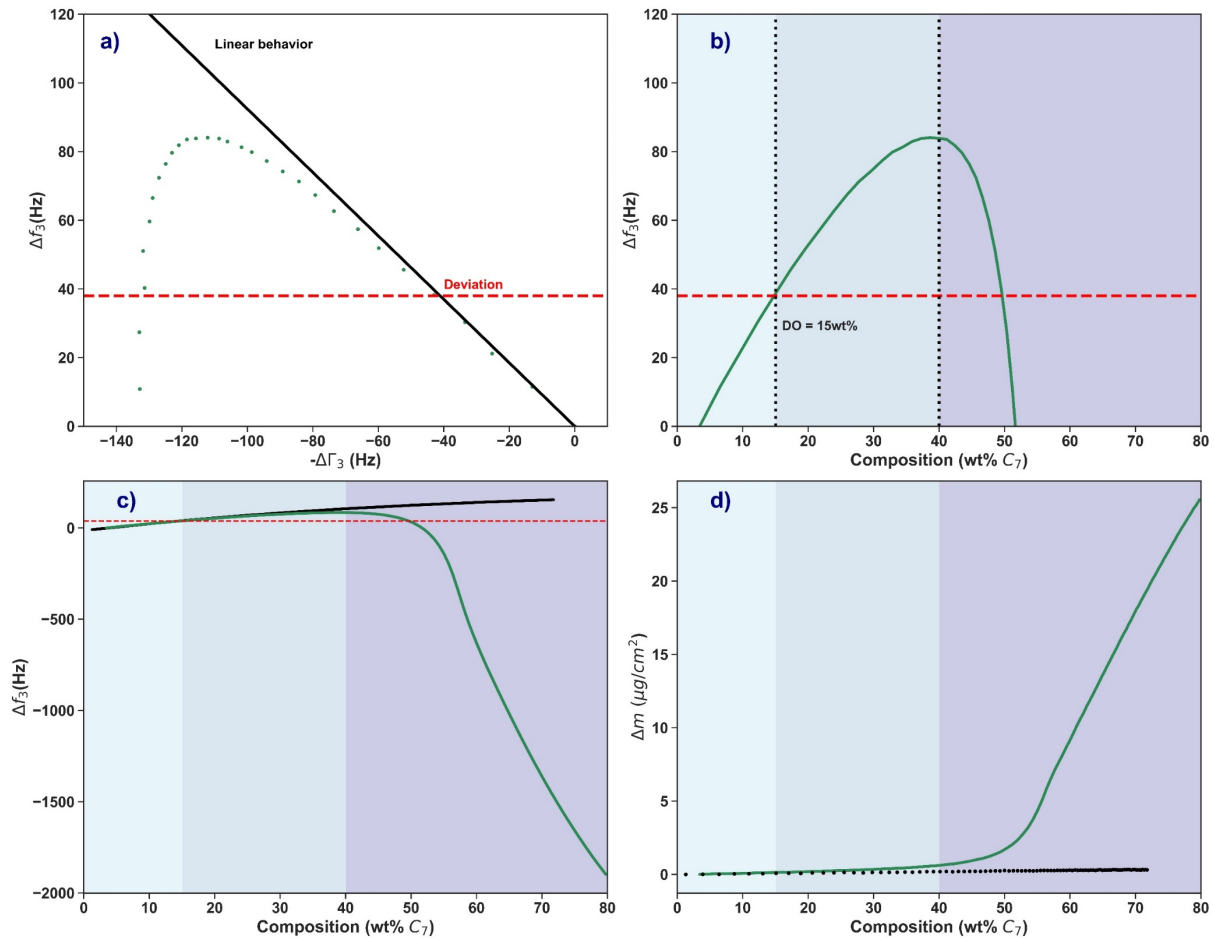 a)
Linear behavior
Deviation
120
100
80
60
40
20
0
Δf₃(Hz)
−140 −120 −100 −80 −60 −40 −20 0
-ΔΓ₃ (Hz)
b)
DO = 15wt%
120
100
80
60
40
20
0
Δf₃(Hz)
0 10 20 30 40 50 60 70 80
Composition (wt% C₇)
c)
0
−500
−1000
−1500
−2000
Δf₃(Hz)
0 10 20 30 40 50 60 70 80
Composition (wt% C₇)
d)
25
20
15
10
5
0
Δm (μg/cm²)
0 10 20 30 40 50 60 70 80
Composition (wt% C₇)